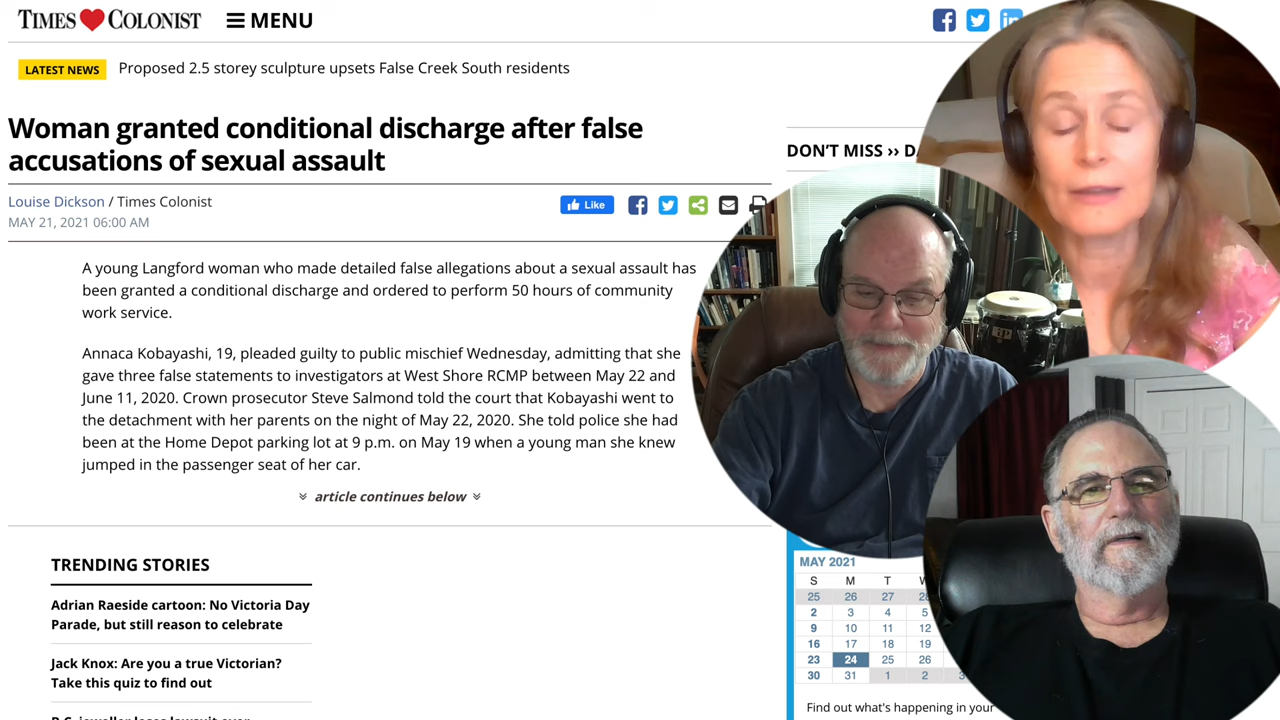 TIMES COLONIST
MENU
LATEST NEWS Proposed 2.5 storey sculpture upsets False Creek South residents
Woman granted conditional discharge after false
accusations of sexual assault
Louise Dickson / Times Colonist
MAY 21, 2021 06:00 AM
Like
A young Langford woman who made detailed false allegations about a sexual assault has
been granted a conditional discharge and ordered to perform 50 hours of community
work service.
Annaca Kobayashi, 19, pleaded guilty to public mischief Wednesday, admitting that she
gave three false statements to investigators at West Shore RCMP between May 22 and
June 11, 2020. Crown prosecutor Steve Salmond told the court that Kobayashi went to
the detachment with her parents on the night of May 22, 2020. She told police she had
been at the Home Depot parking lot at 9 p.m. on May 19 when a young man she knew
jumped in the passenger seat of her car.
article continues below
TRENDING STORIES
Adrian Raeside cartoon: No Victoria Day
Parade, but still reason to celebrate
Jack Knox: Are you a true Victorian?
Take this quiz to find out
DON'T MISS ››
MAY 2021
S M T
25 26 27 28
2 3 4 5
9 10 11 12
16 17 18 19
23 24 25 26
30 31 1 2 3
Find out what's happening in your